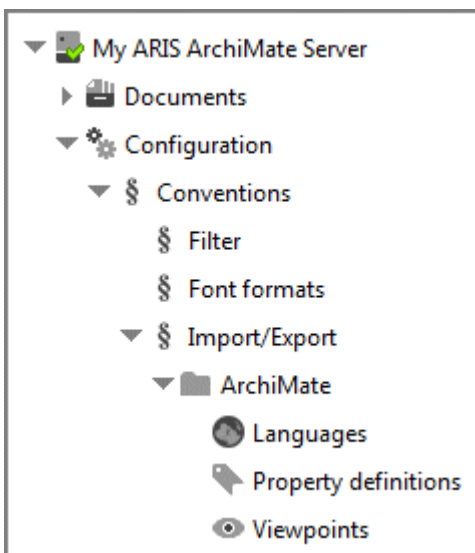 My ARIS ArchiMate Server
Documents
Configuration
§ Conventions
§ Filter
§ Font formats
§ Import/Export
ArchiMate
Languages
Property definitions
Viewpoints